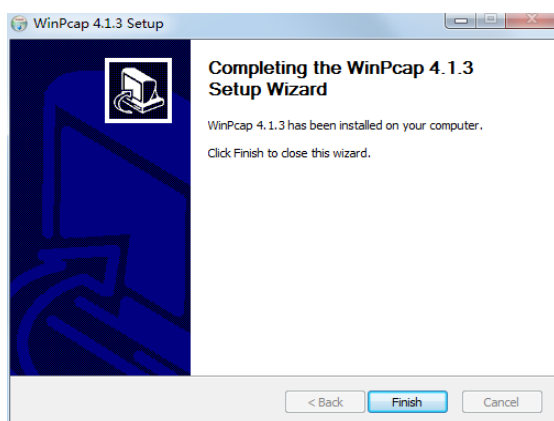 WinPcap 4.1.3 Setup
Completing the WinPcap 4.1.3
Setup Wizard
WinPcap 4.1.3 has been installed on your computer.
Click Finish to close this wizard.
< Back
Finish
Cancel